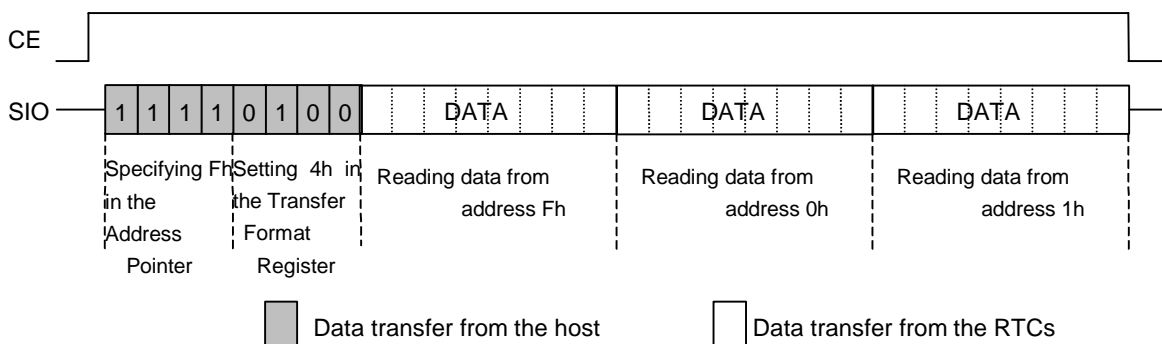 CE
SIO 1 1 1 1 0 1 0 0 DATA DATA DATA
Specifying Fh
in the
Address
Pointer
Setting 4h in
the Transfer
Format
Register
Reading data from
address Fh
Reading data from
address 0h
Reading data from
address 1h
Data transfer from the host
Data transfer from the RTCs